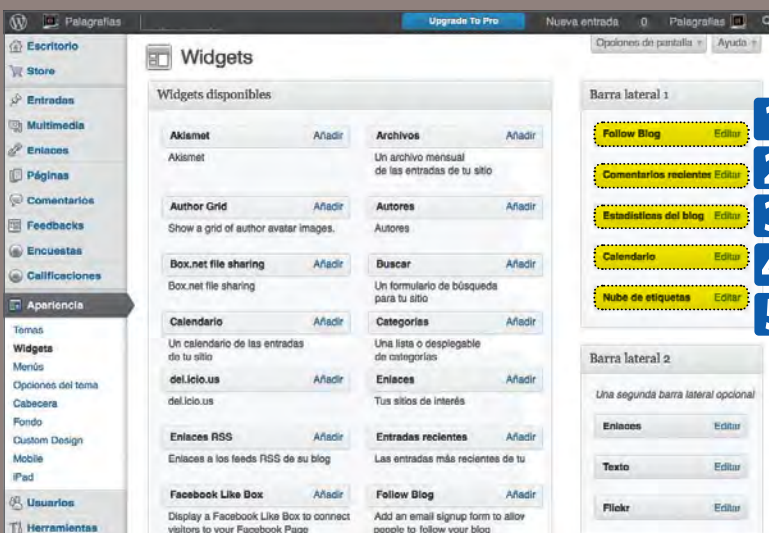 Palagrafias
Upgrade To Pro
Nueva entrada 0 Palagrafias
Opciones de pantalla Ayuda
Escritorio
Store
Entradas
Multimedia
Enlaces
Páginas
Comentarios
Feedbacks
Encuestas
Calificaciones
Apariencia
Temas
Widgets
Menús
Opciones del tema
Cabecera
Fondo
Custom Design
Mobile
iPad
Usuarios
Herramientas
Widgets
Widgets disponibles
Akismet Añadir
Akismet
Archivos Añadir
Un archivo mensual
de las entradas de tu sitio
Author Grid Añadir
Show a grid of author avatar images.
Autores Añadir
Autores
Box.net file sharing Añadir
Box.net file sharing
Buscar Añadir
Un formulario de búsqueda
para tu sitio
Calendario Añadir
Un calendario de las entradas
de tu sitio
Categorías Añadir
Una lista o desplegable
de categorías
del.icio.us Añadir
del.icio.us
Enlaces Añadir
Tus sitios de interés
Enlaces RSS Añadir
Enlaces a los feeds RSS de su blog
Entradas recientes Añadir
Las entradas más recientes de tu
Facebook Like Box Añadir
Display a Facebook Like Box to connect
visitors to your Facebook Page
Follow Blog Añadir
Add an email signup form to allow
people to follow your blog
Barra lateral 1
Follow Blog Editar
1
Comentarios recientes Editar
2
Estadísticas del blog Editar
3
Calendario Editar
4
Nube de etiquetas Editar
5
Barra lateral 2
Una segunda barra lateral opcional
Enlaces Editar
Texto Editar
Flickr Editar